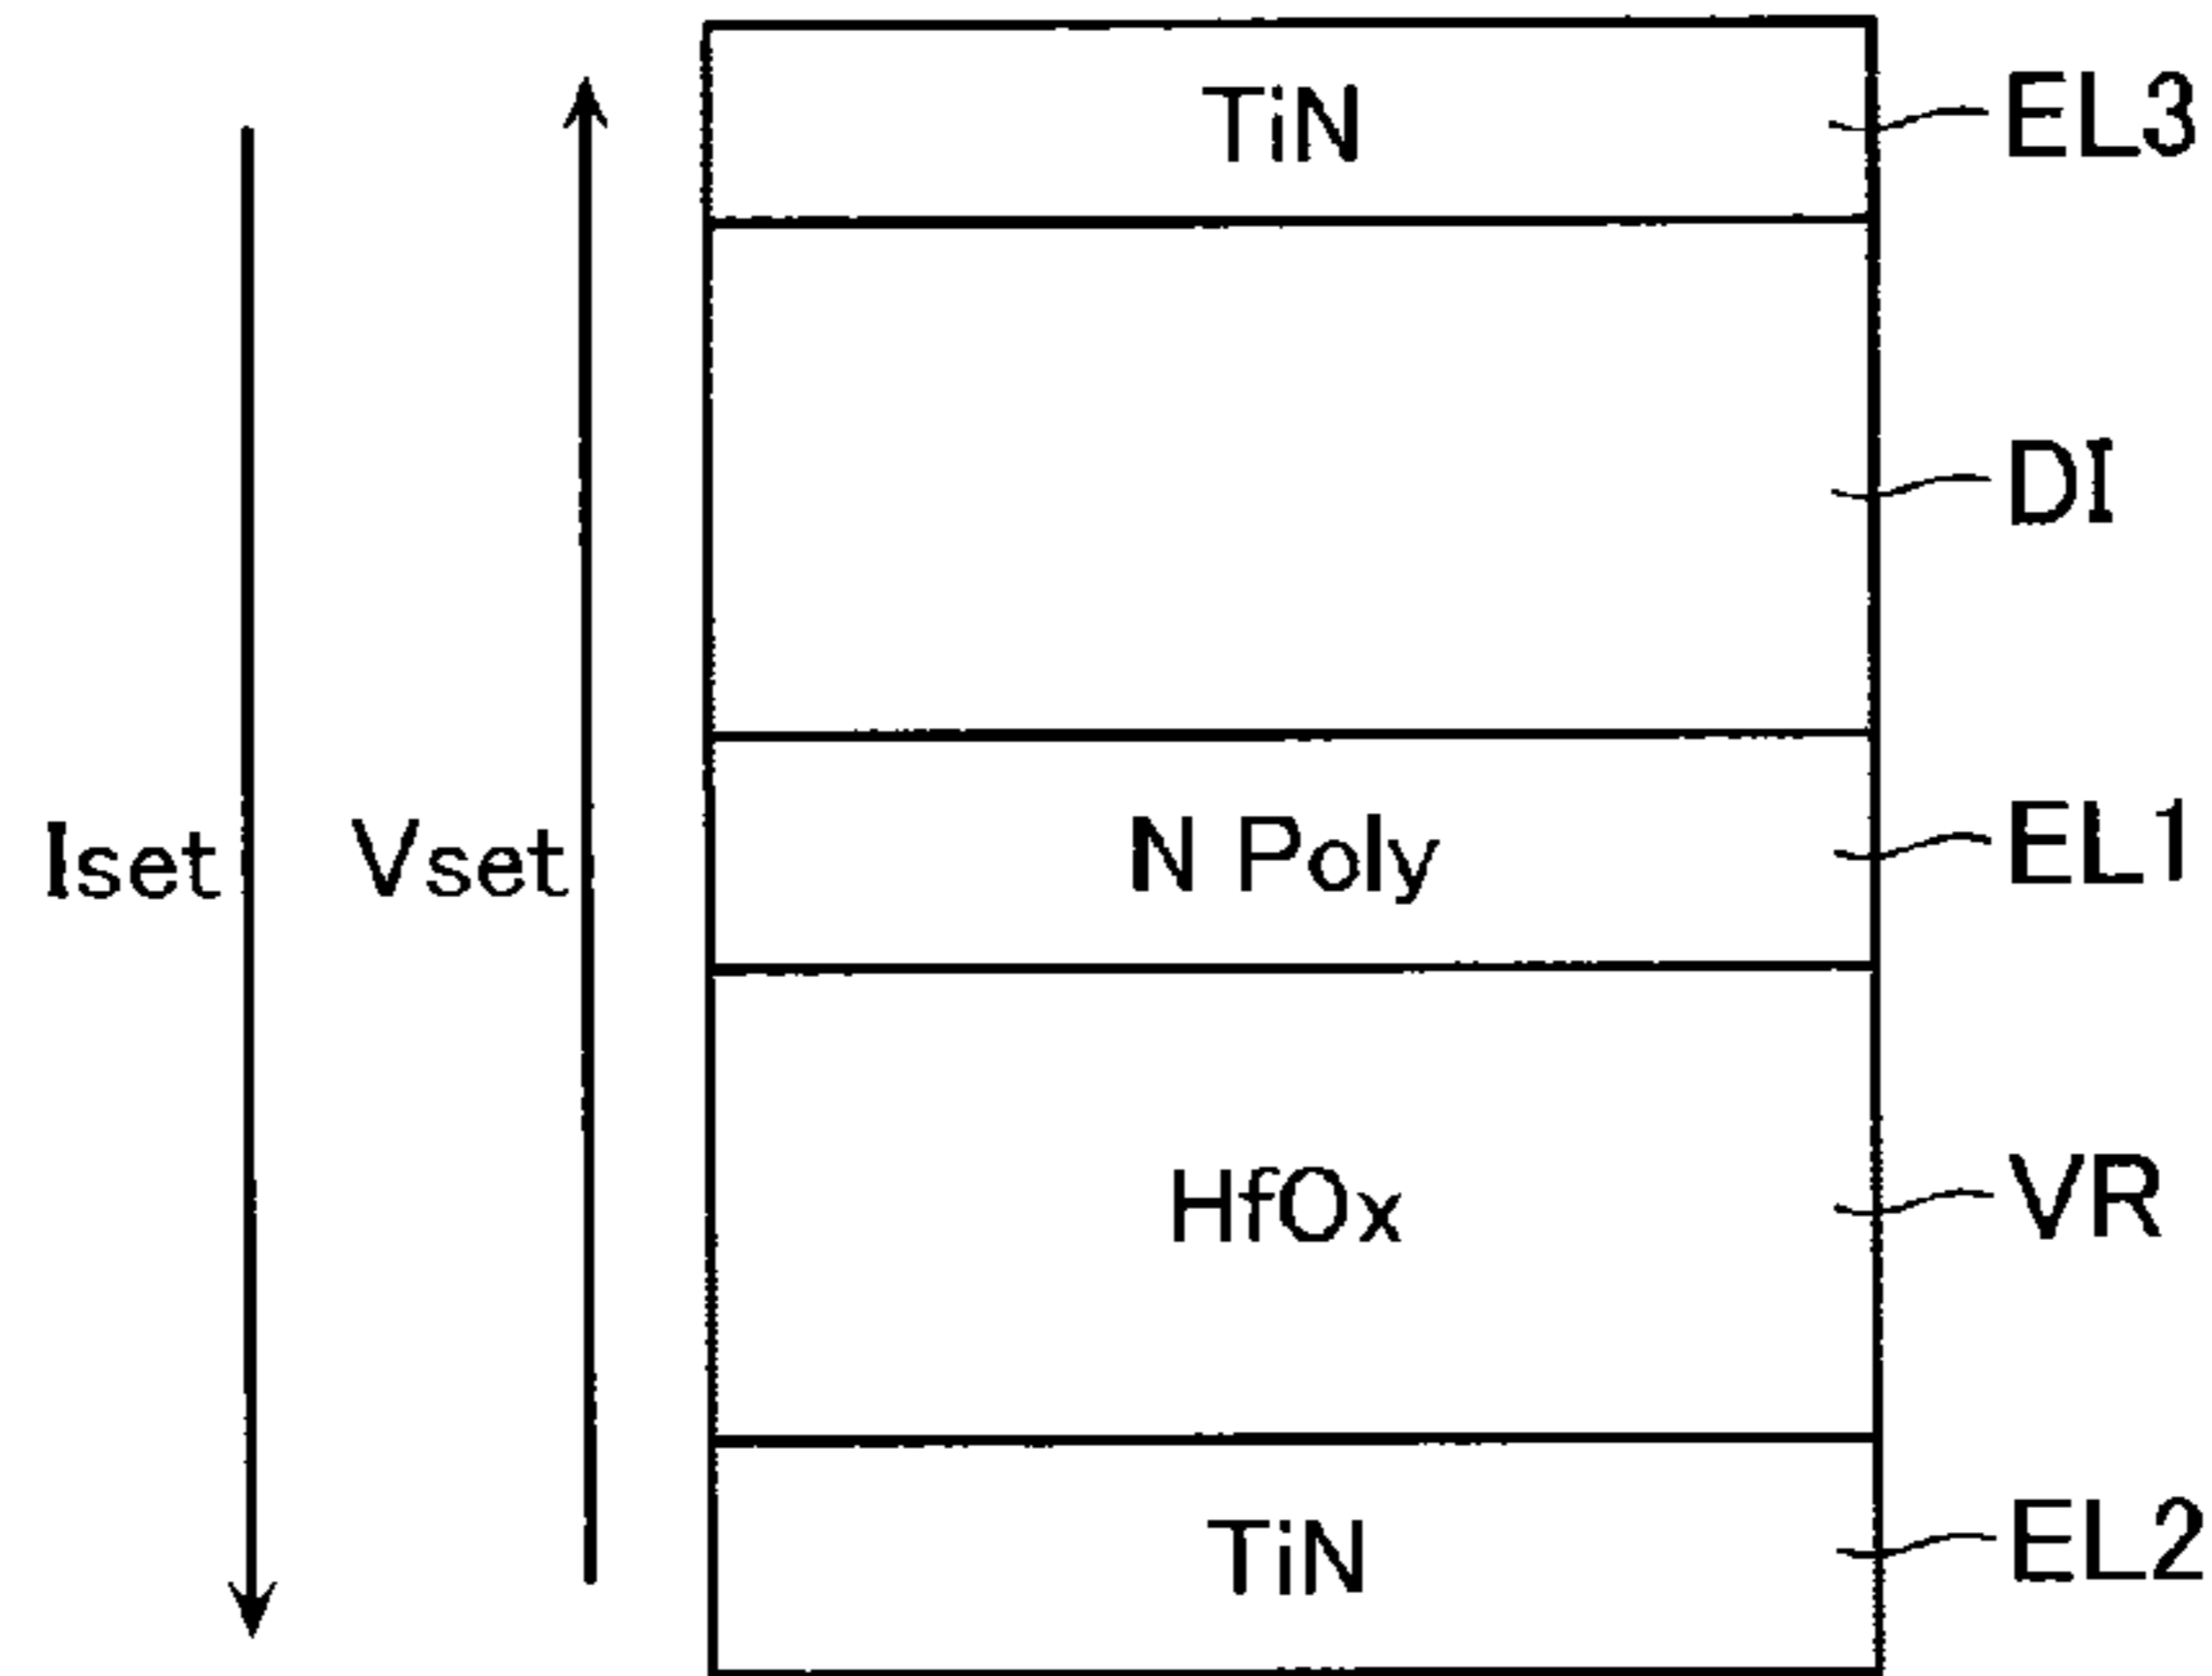 TiN
EL3
DI
Iset
Vset
N Poly
EL1
HfOx
VR
TiN
EL2